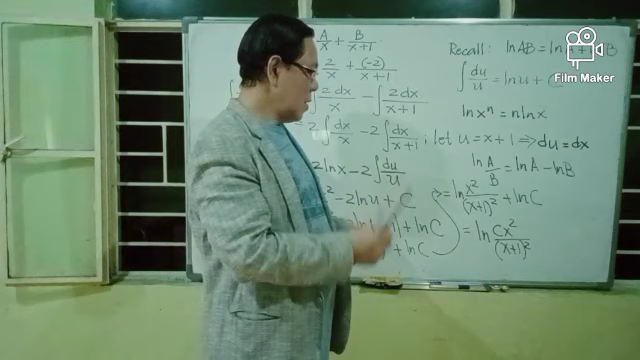 A/x + B/x+1
2/x + (-2)/x+1
∫2dx/x - ∫2dx/x+1
2∫dx/x - 2∫dx/x+1 ; let u = x+1 ⇒ du = dx
2lnx - 2∫du/u
² - 2lnu + C
+ lnC
+ lnC
Recall: lnAB = ln B
∫du/u = lnu + C
lnxⁿ = nlnx
ln A/B = lnA - lnB
= ln x²/(x+1)² + lnC
= ln Cx²/(x+1)²
Film Maker